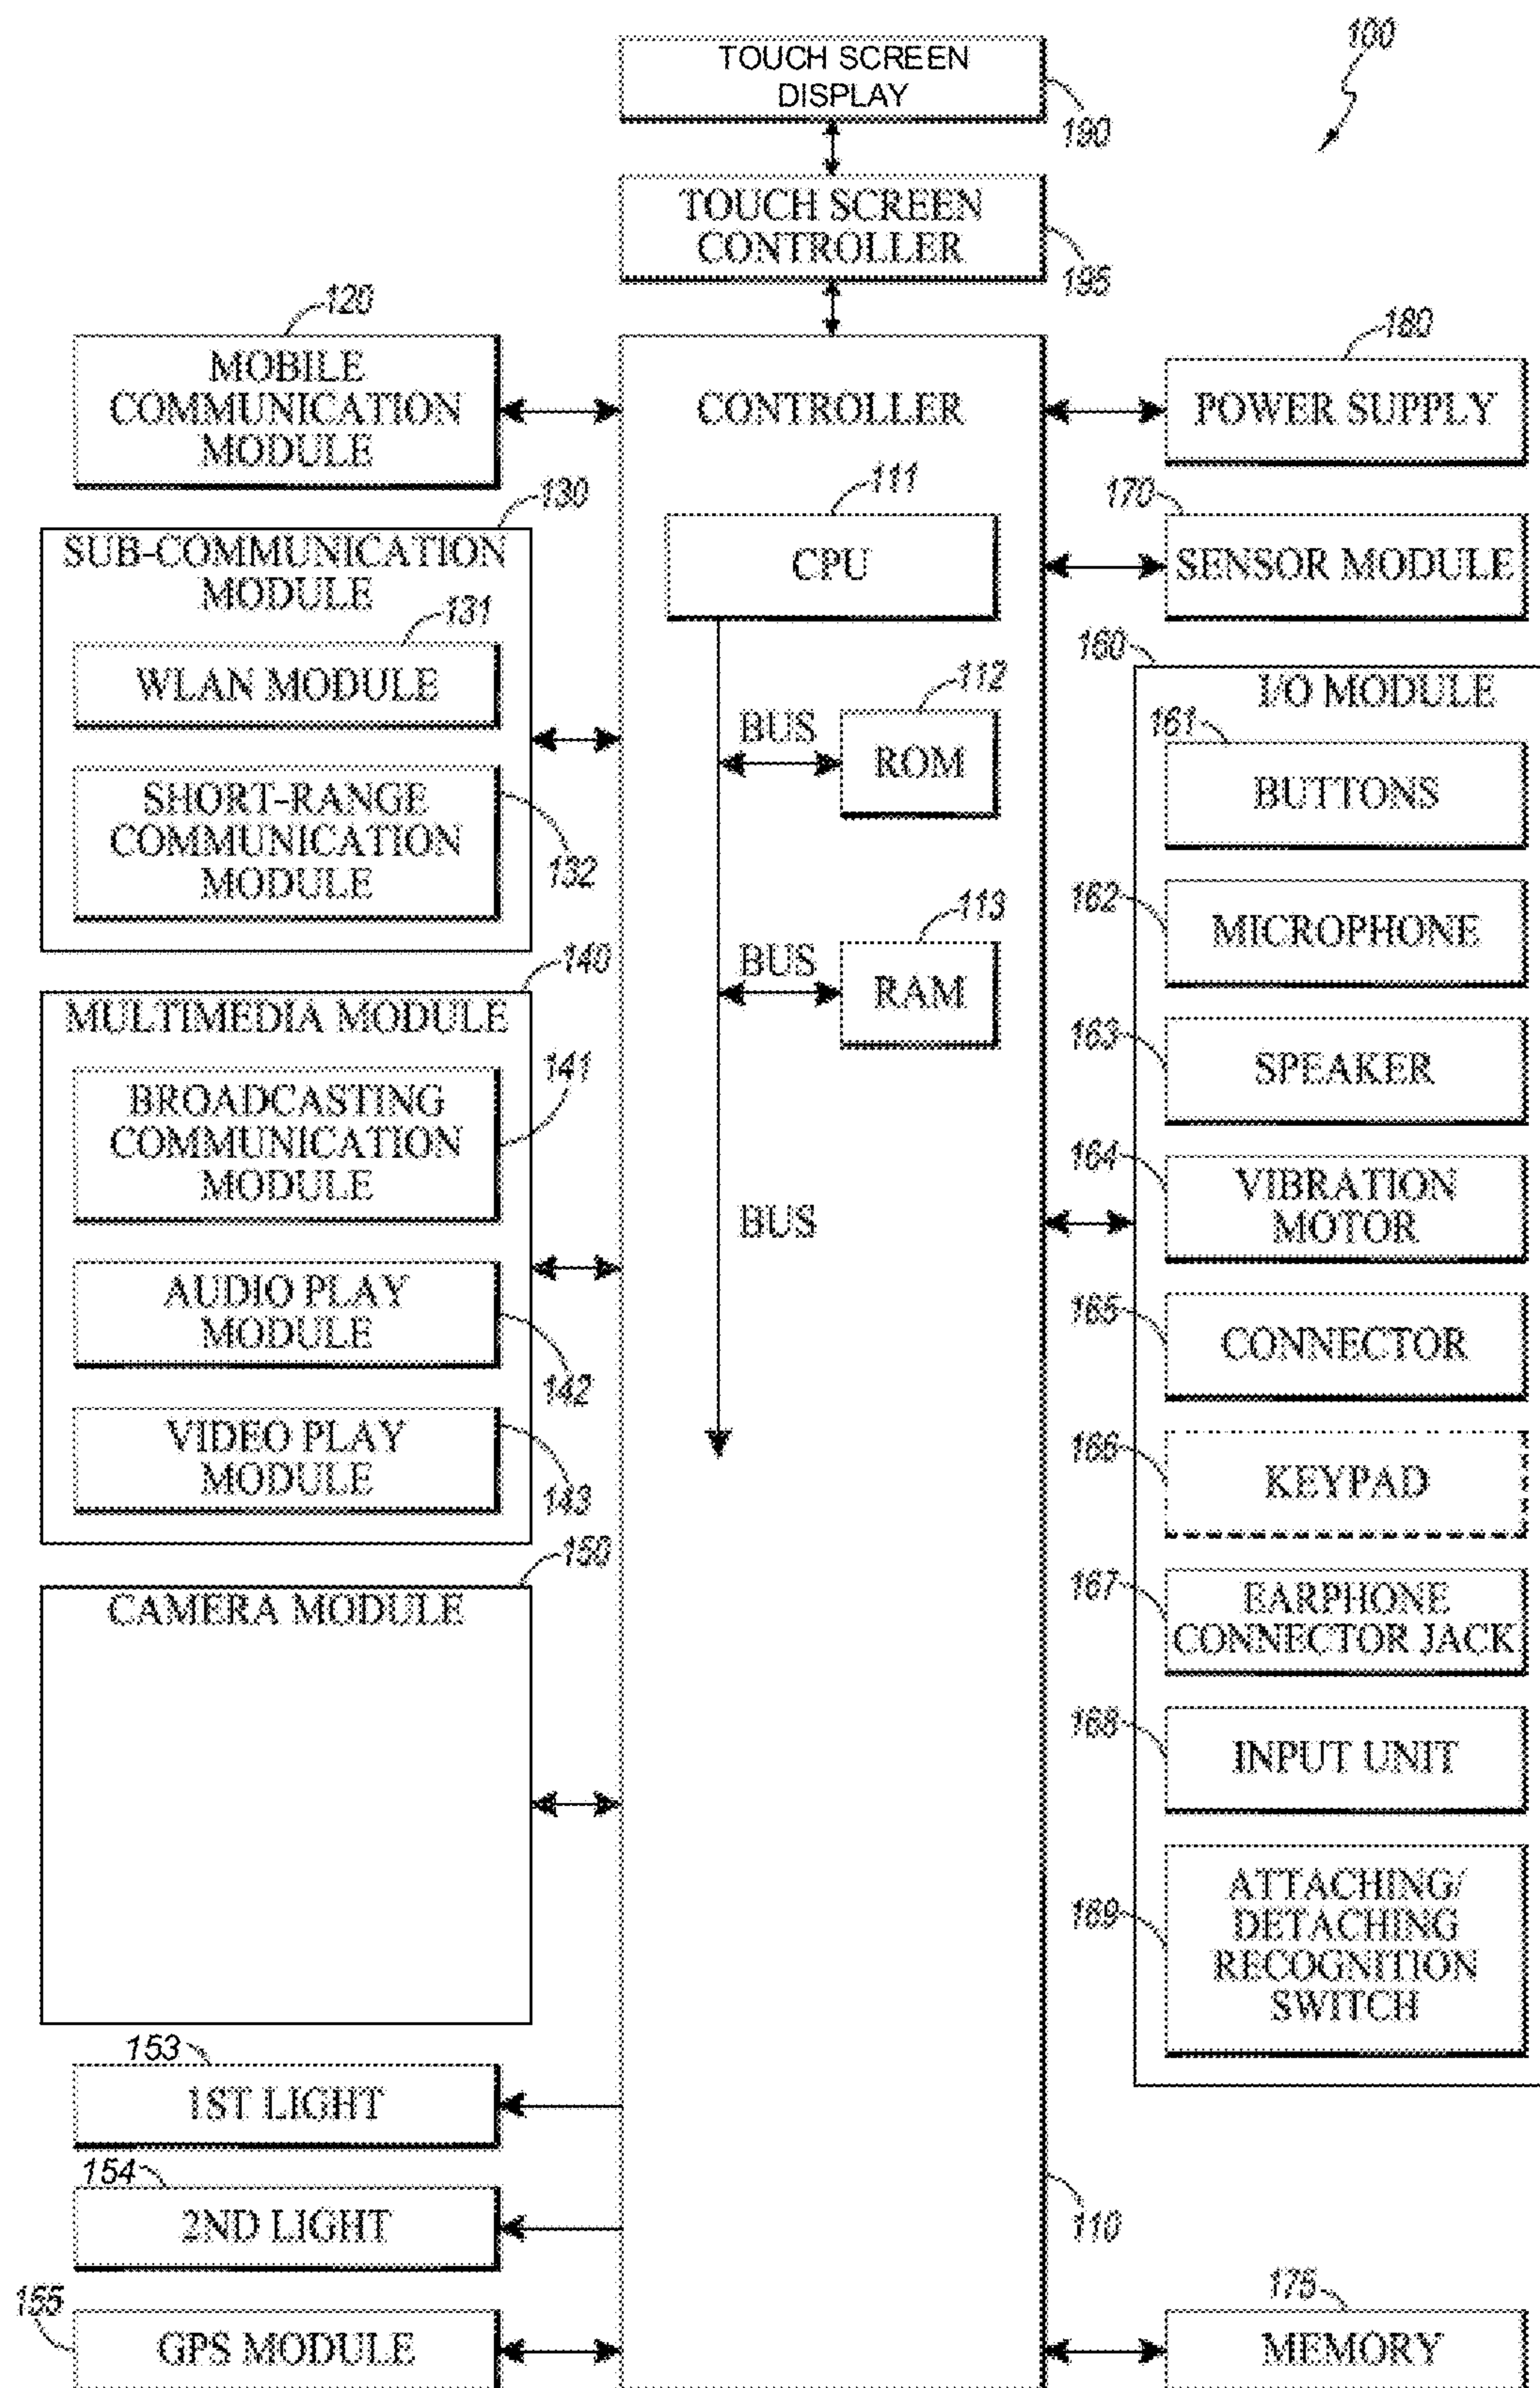 100
TOUCH SCREEN
DISPLAY
190
TOUCH SCREEN
CONTROLLER
195
120
MOBILE
COMMUNICATION
MODULE
130
SUB-COMMUNICATION
MODULE
131
WLAN MODULE
SHORT-RANGE
COMMUNICATION
MODULE
132
140
MULTIMEDIA MODULE
BROADCASTING
COMMUNICATION
MODULE
141
AUDIO PLAY
MODULE
142
VIDEO PLAY
MODULE
143
150
CAMERA MODULE
153
1ST LIGHT
154
2ND LIGHT
155
GPS MODULE
CONTROLLER
111
CPU
112
BUS
ROM
113
BUS
RAM
BUS
110
180
POWER SUPPLY
170
SENSOR MODULE
160
I/O MODULE
161
BUTTONS
162
MICROPHONE
163
SPEAKER
164
VIBRATION
MOTOR
165
CONNECTOR
166
KEYPAD
167
EARPHONE
CONNECTOR JACK
168
INPUT UNIT
169
ATTACHING/
DETACHING
RECOGNITION
SWITCH
175
MEMORY